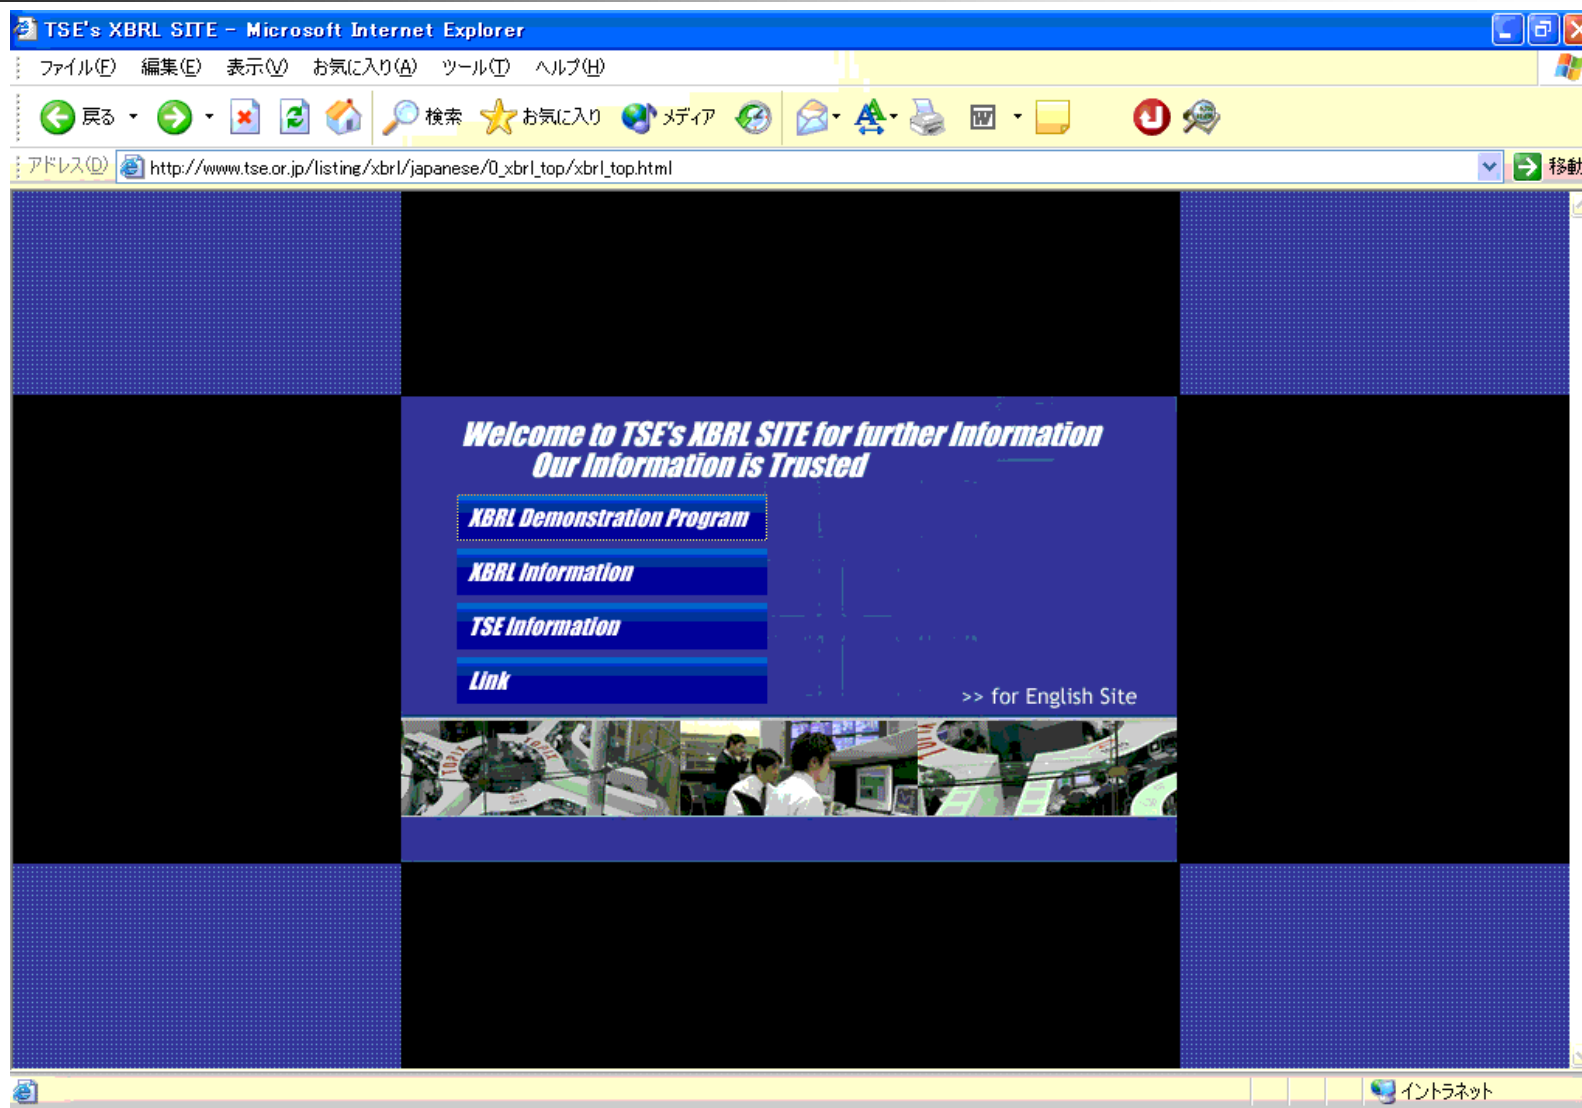 TSE's XBRL SITE - Microsoft Internet Explorer
ファイル(F) 編集(E) 表示(V) お気に入り(A) ツール(T) ヘルプ(H)
戻る 検索 お気に入り メディア
アドレス(D) http://www.tse.or.jp/listing/xbrl/japanese/0_xbrl_top/xbrl_top.html 移動
Welcome to TSE's XBRL SITE for further Information
Our Information is Trusted
XBRL Demonstration Program
XBRL Information
TSE Information
Link
>> for English Site
TOPIX TOPIX
イントラネット